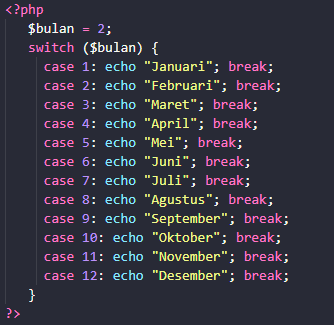 <?php
$bulan = 2;
switch ($bulan) {
case 1: echo "Januari"; break;
case 2: echo "Februari"; break;
case 3: echo "Maret"; break;
case 4: echo "April"; break;
case 5: echo "Mei"; break;
case 6: echo "Juni"; break;
case 7: echo "Juli"; break;
case 8: echo "Agustus"; break;
case 9: echo "September"; break;
case 10: echo "Oktober"; break;
case 11: echo "November"; break;
case 12: echo "Desember"; break;
}
?>